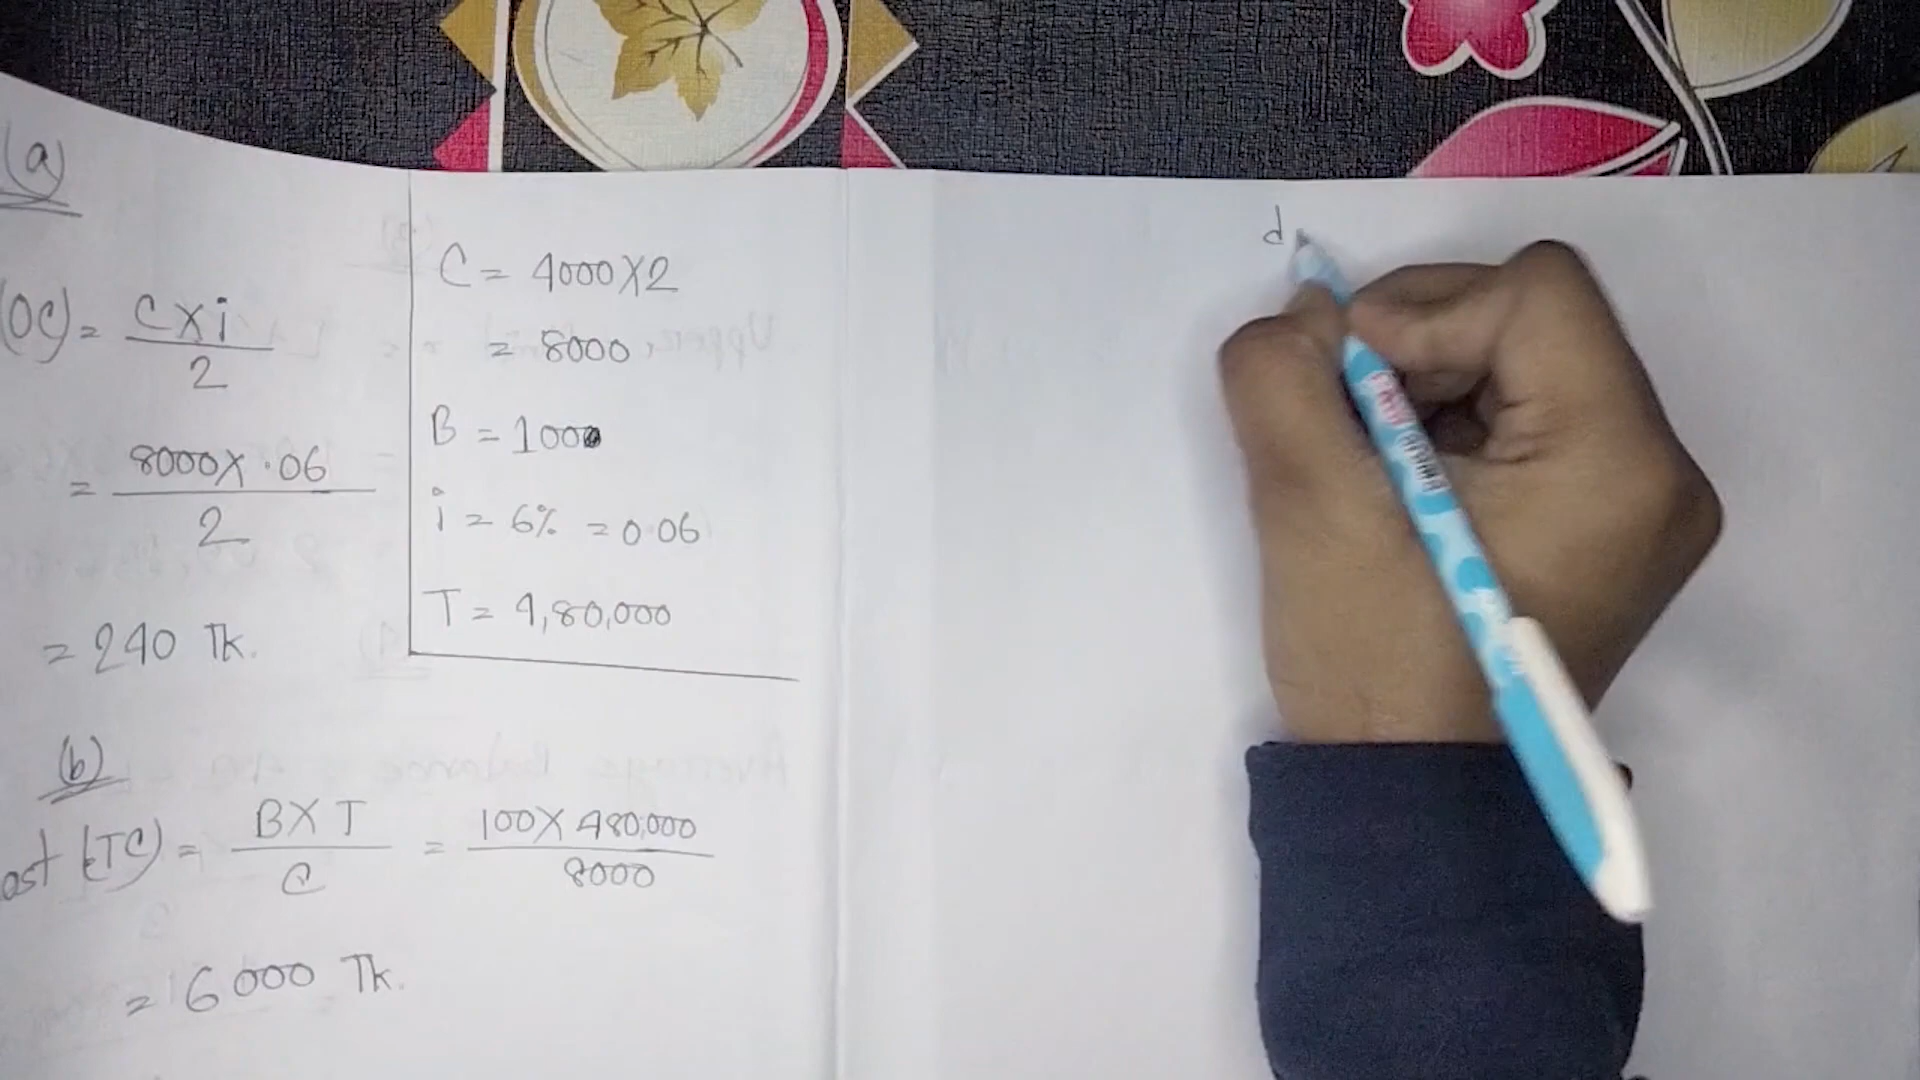 (a)
(OC) = C X i / 2
= 8000 X .06 / 2
= 240 Tk.
C = 4000 X 2
= 8000
B = 1000
i = 6% = 0.06
T = 4,80,000
(b)
ost (TC) = B X T / C = 100 X 480,000 / 8000
= 6000 Tk.
d